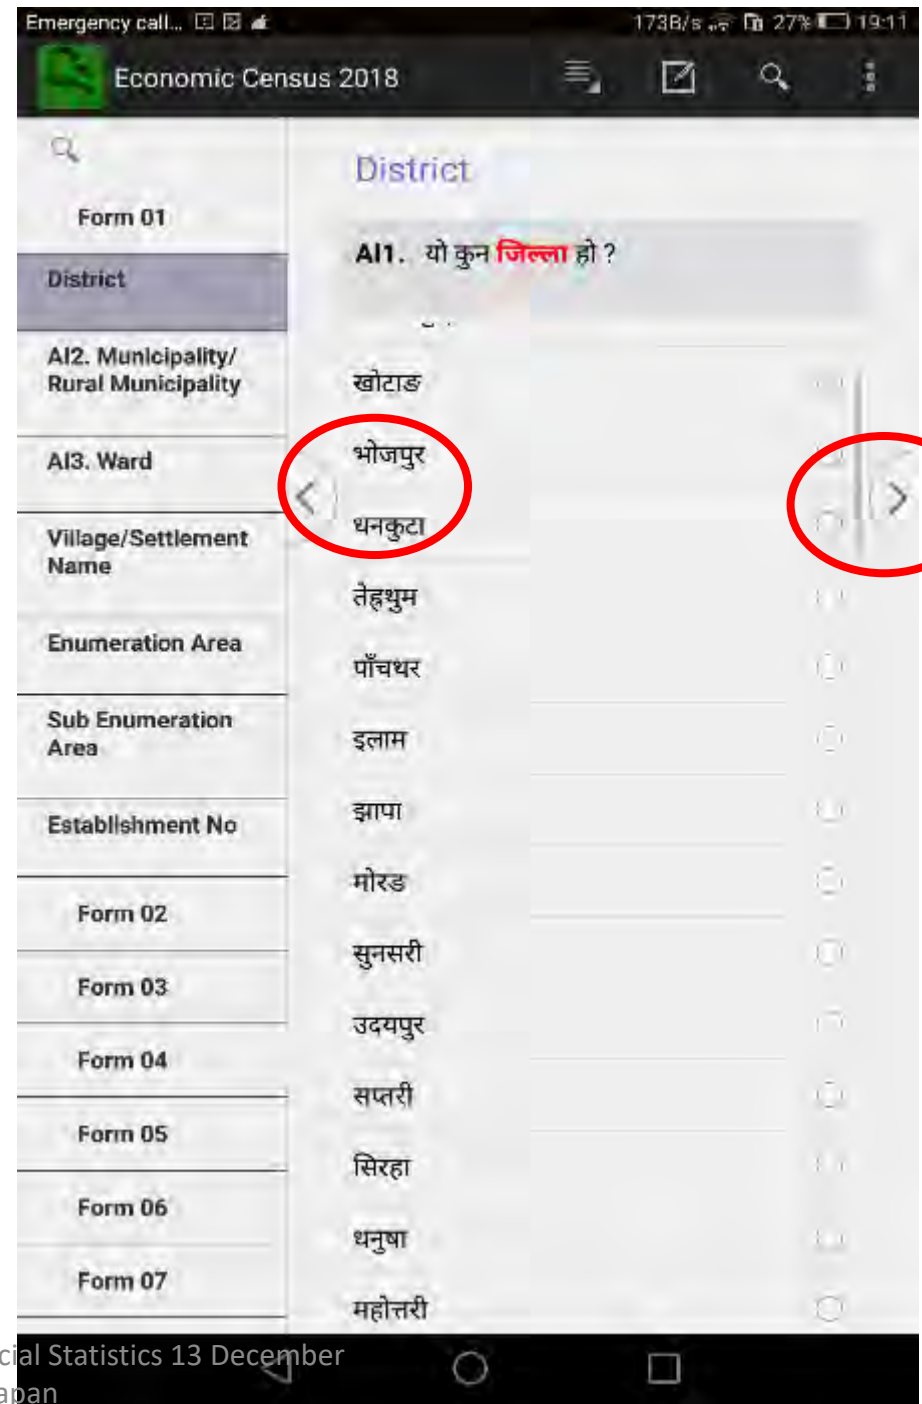 Emergency call... 173B/s 27% 19:11
Economic Census 2018
Form 01
District
AI2. Municipality/
Rural Municipality
AI3. Ward
Village/Settlement
Name
Enumeration Area
Sub Enumeration
Area
Establishment No
Form 02
Form 03
Form 04
Form 05
Form 06
Form 07
District
AI1. यो कुन जिल्ला हो ?
खोटाङ
भोजपुर
धनकुटा
तेह्रथुम
पाँचथर
इलाम
झापा
मोरङ
सुनसरी
उदयपुर
सप्तरी
सिरहा
धनुषा
महोत्तरी
cial Statistics 13 December
apan